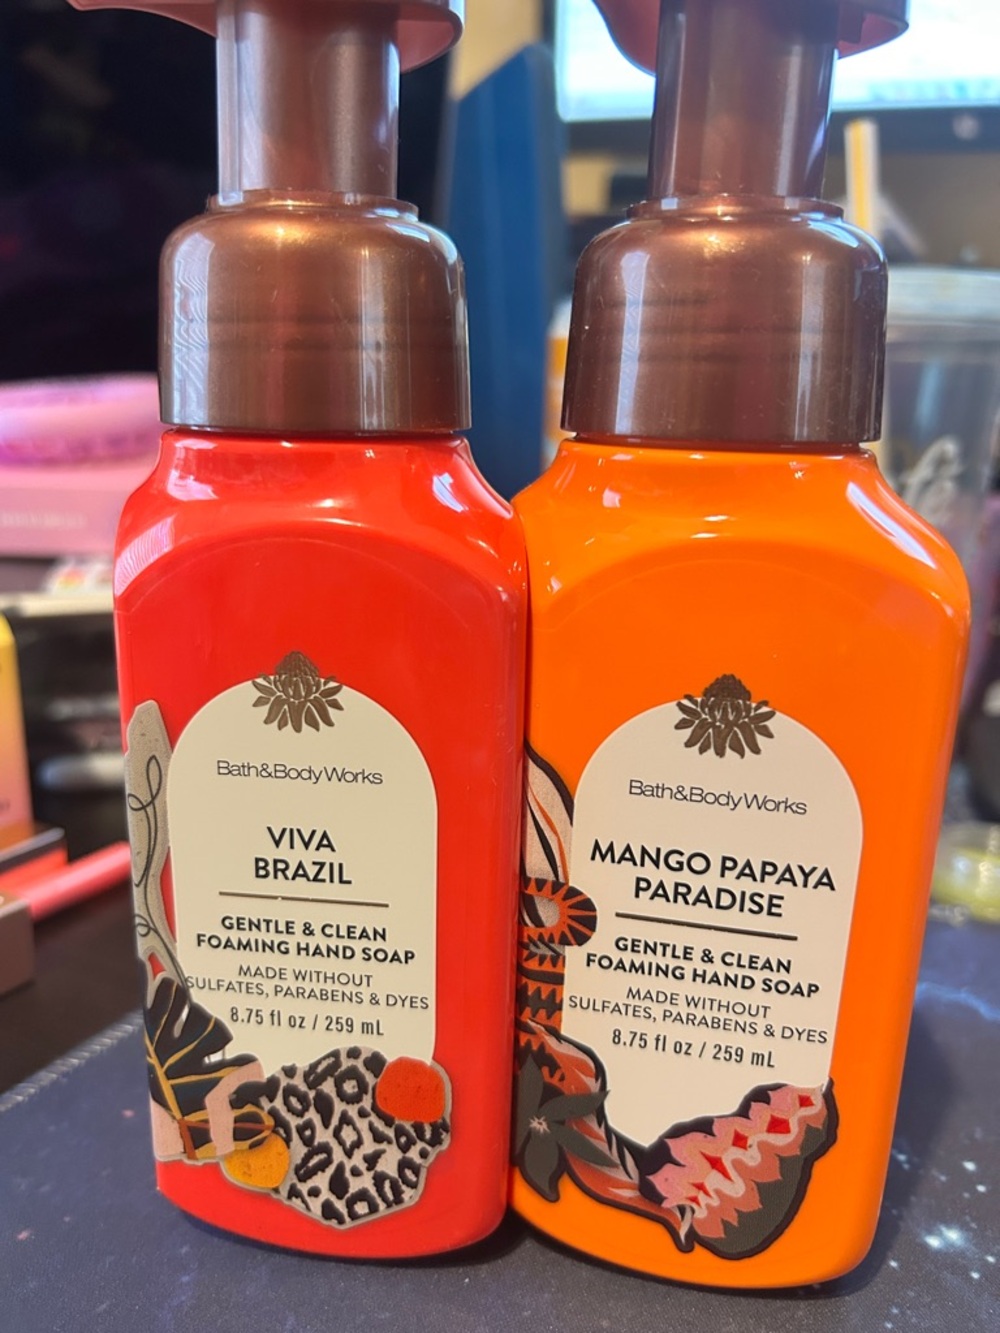 Bath&BodyWorks
VIVA
BRAZIL
GENTLE & CLEAN
FOAMING HAND SOAP
MADE WITHOUT
SULFATES, PARABENS & DYES
8.75 fl oz / 259 mL
Bath&BodyWorks
MANGO PAPAYA
PARADISE
GENTLE & CLEAN
FOAMING HAND SOAP
MADE WITHOUT
SULFATES, PARABENS & DYES
8.75 fl oz / 259 mL